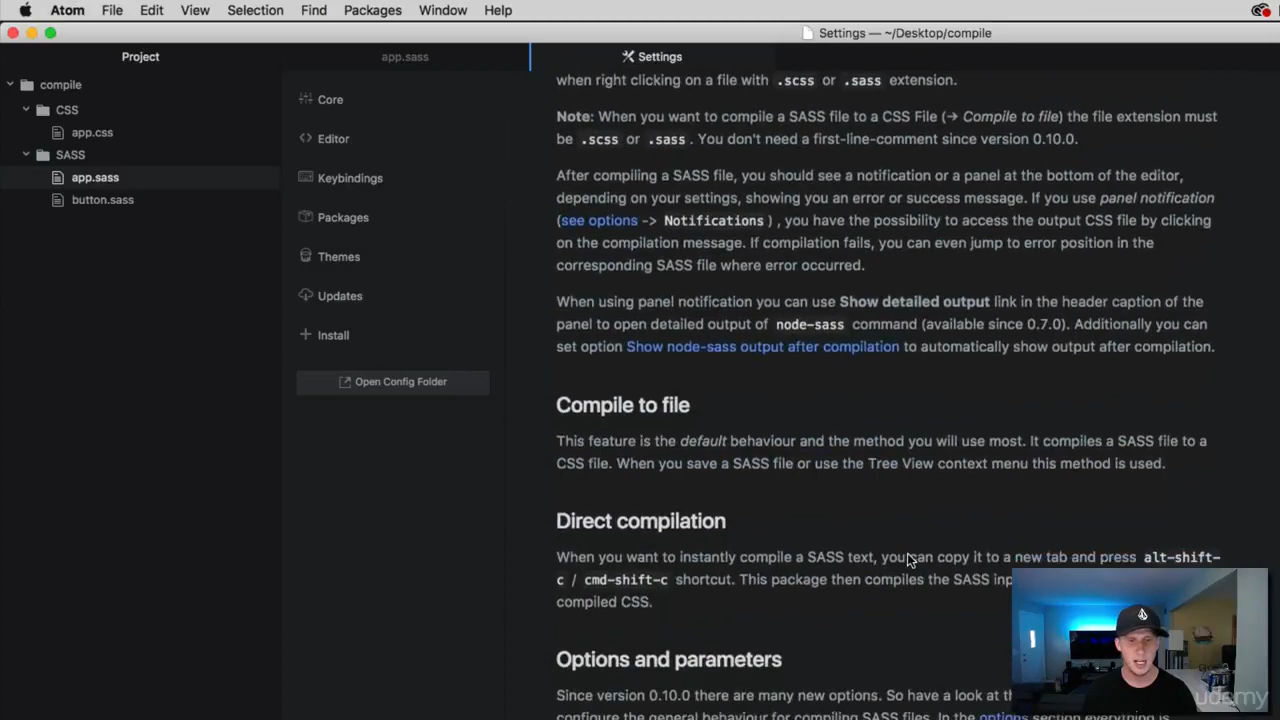 Atom File Edit View Selection Find Packages Window Help
Settings — ~/Desktop/compile
Project
app.sass
Settings
compile
CSS
app.css
SASS
app.sass
button.sass
Core
Editor
Keybindings
Packages
Themes
Updates
Install
Open Config Folder
when right clicking on a file with .scss or .sass extension.
Note: When you want to compile a SASS file to a CSS File (→ Compile to file) the file extension must
be .scss or .sass. You don't need a first-line-comment since version 0.10.0.
After compiling a SASS file, you should see a notification or a panel at the bottom of the editor,
depending on your settings, showing you an error or success message. If you use panel notification
(see options -> Notifications) , you have the possibility to access the output CSS file by clicking
on the compilation message. If compilation fails, you can even jump to error position in the
corresponding SASS file where error occurred.
When using panel notification you can use Show detailed output link in the header caption of the
panel to open detailed output of node-sass command (available since 0.7.0). Additionally you can
set option Show node-sass output after compilation to automatically show output after compilation.
Compile to file
This feature is the default behaviour and the method you will use most. It compiles a SASS file to a
CSS file. When you save a SASS file or use the Tree View context menu this method is used.
Direct compilation
When you want to instantly compile a SASS text, you can copy it to a new tab and press alt-shift-
c / cmd-shift-c shortcut. This package then compiles the SASS inp
compiled CSS.
Options and parameters
Since version 0.10.0 there are many new options. So have a look at th
configure the general behaviour for compiling SASS files. In the options section everything is
udemy